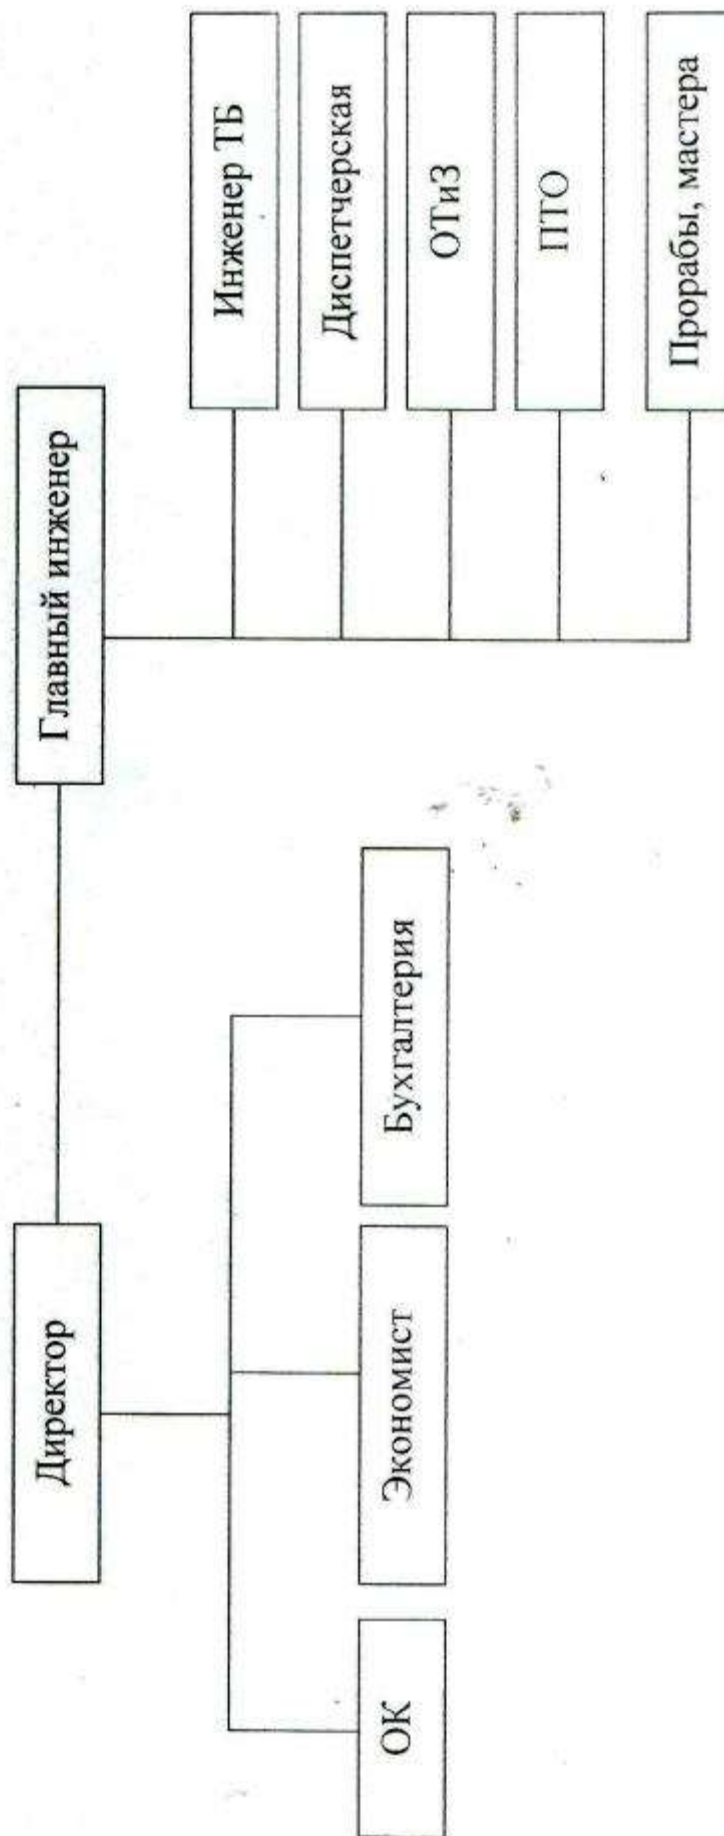 Директор
Главный инженер
ОК
Экономист
Бухгалтерия
Инженер ТБ
Диспетчерская
ОТиЗ
ПТО
Прорабы, мастера